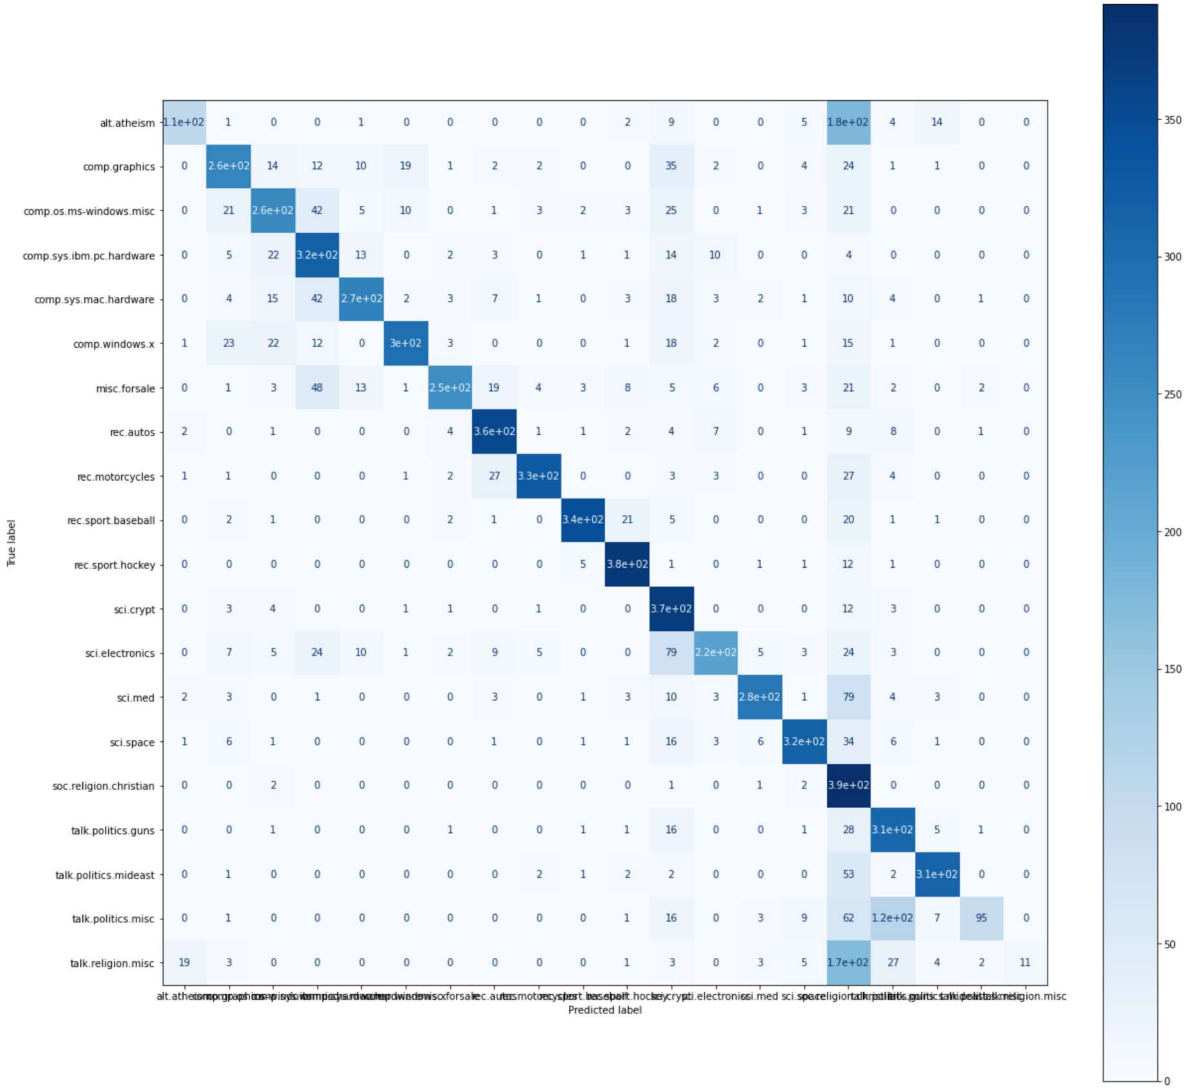 alt.atheism 1.1e+02 1 0 0 1 0 0 0 0 0 2 9 0 0 5 1.8e+02 4 14 0 0
comp.graphics 0 2.6e+02 14 12 10 19 1 2 2 0 0 35 2 0 4 24 1 1 0 0
comp.os.ms-windows.misc 0 21 2.6e+02 42 5 10 0 1 3 2 3 25 0 1 3 21 0 0 0 0
comp.sys.ibm.pc.hardware 0 5 22 3.2e+02 13 0 2 3 0 1 1 14 10 0 0 4 0 0 0 0
comp.sys.mac.hardware 0 4 15 42 2.7e+02 2 3 7 1 0 3 18 3 2 1 10 4 0 1 0
comp.windows.x 1 23 22 12 0 3e+02 3 0 0 0 1 18 2 0 1 15 1 0 0 0
misc.forsale 0 1 3 48 13 1 2.5e+02 19 4 3 8 5 6 0 3 21 2 0 2 0
rec.autos 2 0 1 0 0 0 4 3.6e+02 1 1 2 4 7 0 1 9 8 0 1 0
rec.motorcycles 1 1 0 0 0 1 2 27 3.3e+02 0 0 3 3 0 0 27 4 0 0 0
rec.sport.baseball 0 2 1 0 0 0 2 1 0 3.4e+02 21 5 0 0 0 20 1 1 0 0
rec.sport.hockey 0 0 0 0 0 0 0 0 0 5 3.8e+02 1 0 1 1 12 1 0 0 0
sci.crypt 0 3 4 0 0 1 1 0 1 0 0 3.7e+02 0 0 0 12 3 0 0 0
sci.electronics 0 7 5 24 10 1 2 9 5 0 0 79 2.2e+02 5 3 24 3 0 0 0
sci.med 2 3 0 1 0 0 0 3 0 1 3 10 3 2.8e+02 1 79 4 3 0 0
sci.space 1 6 1 0 0 0 0 1 0 1 1 16 3 6 3.2e+02 34 6 1 0 0
soc.religion.christian 0 0 2 0 0 0 0 0 0 0 0 1 0 1 2 3.9e+02 0 0 0 0
talk.politics.guns 0 0 1 0 0 0 1 0 0 1 1 16 0 0 1 28 3.1e+02 5 1 0
talk.politics.mideast 0 1 0 0 0 0 0 0 2 1 2 2 0 0 0 53 2 3.1e+02 0 0
talk.politics.misc 0 1 0 0 0 0 0 0 0 0 1 16 0 3 9 62 1.2e+02 7 95 0
talk.religion.misc 19 3 0 0 0 0 0 0 0 0 1 3 0 3 5 1.7e+02 27 4 2 11
True label
Predicted label
350
300
250
200
150
100
50
0